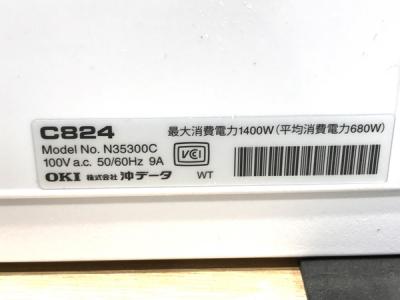 C824 最大消費電力1400W(平均消費電力680W)
Model No. N35300C
100V a.c. 50/60Hz 9A VCI
OKI 株式会社 沖データ WT